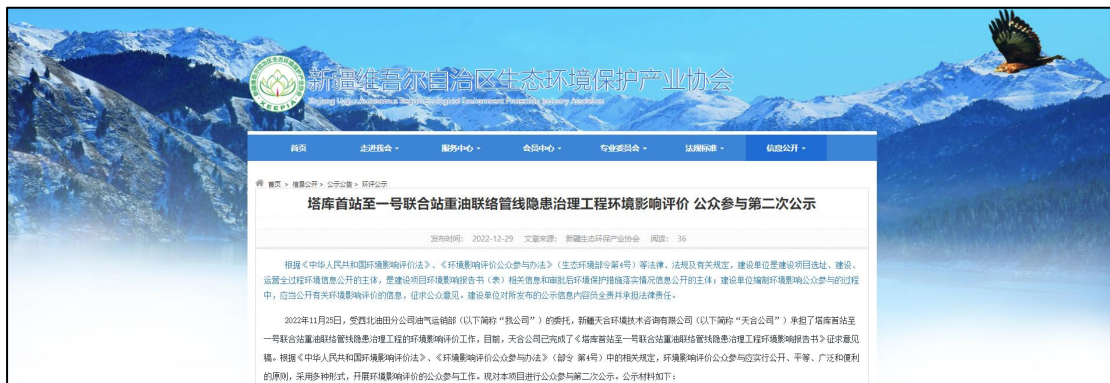 新疆维吾尔自治区生态环境保护产业协会
Xinjiang Uygur Autonomous Region Ecological Environment Protection Industry Association
XEEPIA
首页 走进我会 服务中心 会员中心 专业委员会 法规标准 信息公开
首页 > 信息公开 > 公示公告 > 环评公示
塔库首站至一号联合站重油联络管线隐患治理工程环境影响评价 公众参与第二次公示
发布时间: 2022-12-29 文章来源: 新疆生态环保产业协会 阅读: 36
根据《中华人民共和国环境影响评价法》、《环境影响评价公众参与办法》(生态环境部令第4号)等法律、法规及有关规定,建设单位是建设项目选址、建设、
运营全过程环境信息公开的主体,是建设项目环境影响报告书(表)相关信息和审批后环境保护措施落实情况信息公开的主体;建设单位编制环境影响公众参与的过程
中,应当公开有关环境影响评价的信息,征求公众意见。建设单位对所发布的公示信息内容负全责并承担法律责任。
2022年11月25日,受西北油田分公司油气运销部(以下简称“我公司”)的委托,新疆天合环境技术咨询有限公司(以下简称“天合公司”)承担了塔库首站至
一号联合站重油联络管线隐患治理工程的环境影响评价工作,目前,天合公司已完成了《塔库首站至一号联合站重油联络管线隐患治理工程环境影响报告书》征求意见
稿。根据《中华人民共和国环境影响评价法》、《环境影响评价公众参与办法》(部令 第4号)中的相关规定,环境影响评价公众参与应实行公开、平等、广泛和便利
的原则,采用多种形式,开展环境影响评价的公众参与工作。现对本项目进行公众参与第二次公示。公示材料如下: